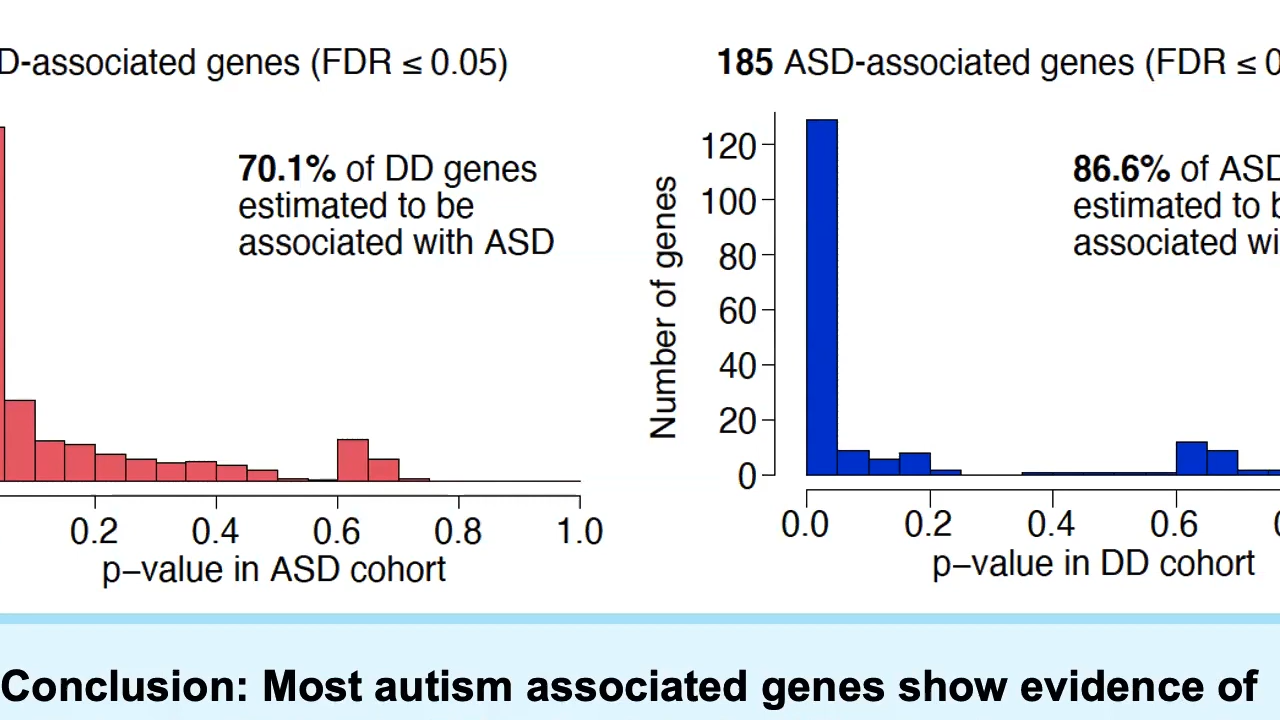 D-associated genes (FDR ≤ 0.05)
70.1% of DD genes
estimated to be
associated with ASD
0.2 0.4 0.6 0.8 1.0
p−value in ASD cohort
185 ASD-associated genes (FDR ≤ 0
86.6% of ASD
estimated to b
associated wi
Number of genes
120
100
80
60
40
20
0
0.0 0.2 0.4 0.6
p−value in DD cohort
Conclusion: Most autism associated genes show evidence of